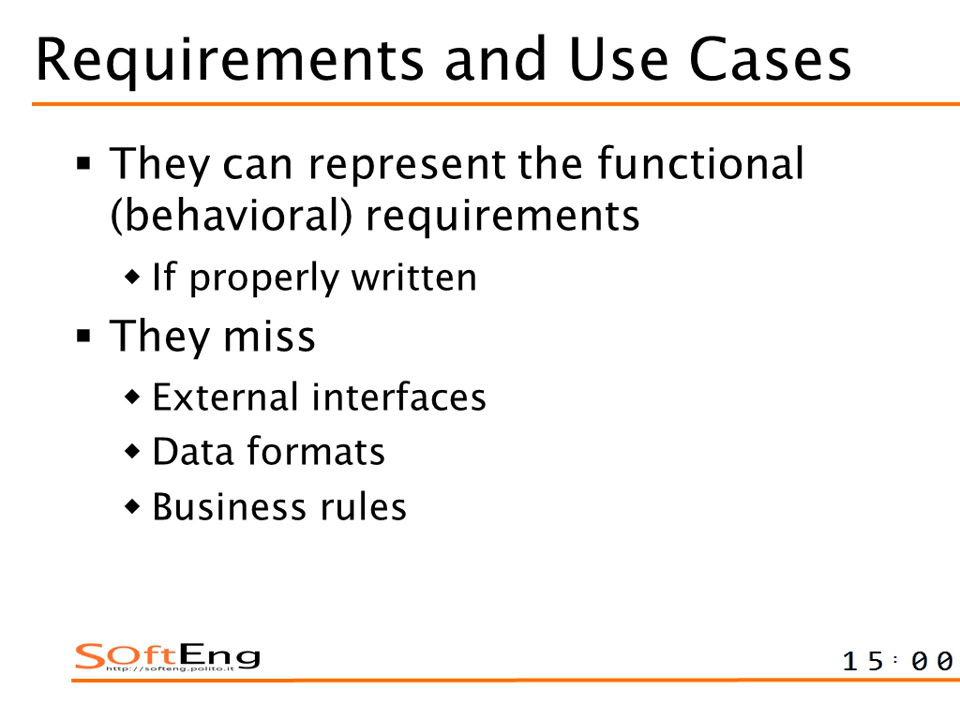 Requirements and Use Cases
▪ They can represent the functional
(behavioral) requirements
◆ If properly written
▪ They miss
◆ External interfaces
◆ Data formats
◆ Business rules
SOftEng
http://softeng.polito.it
15:00